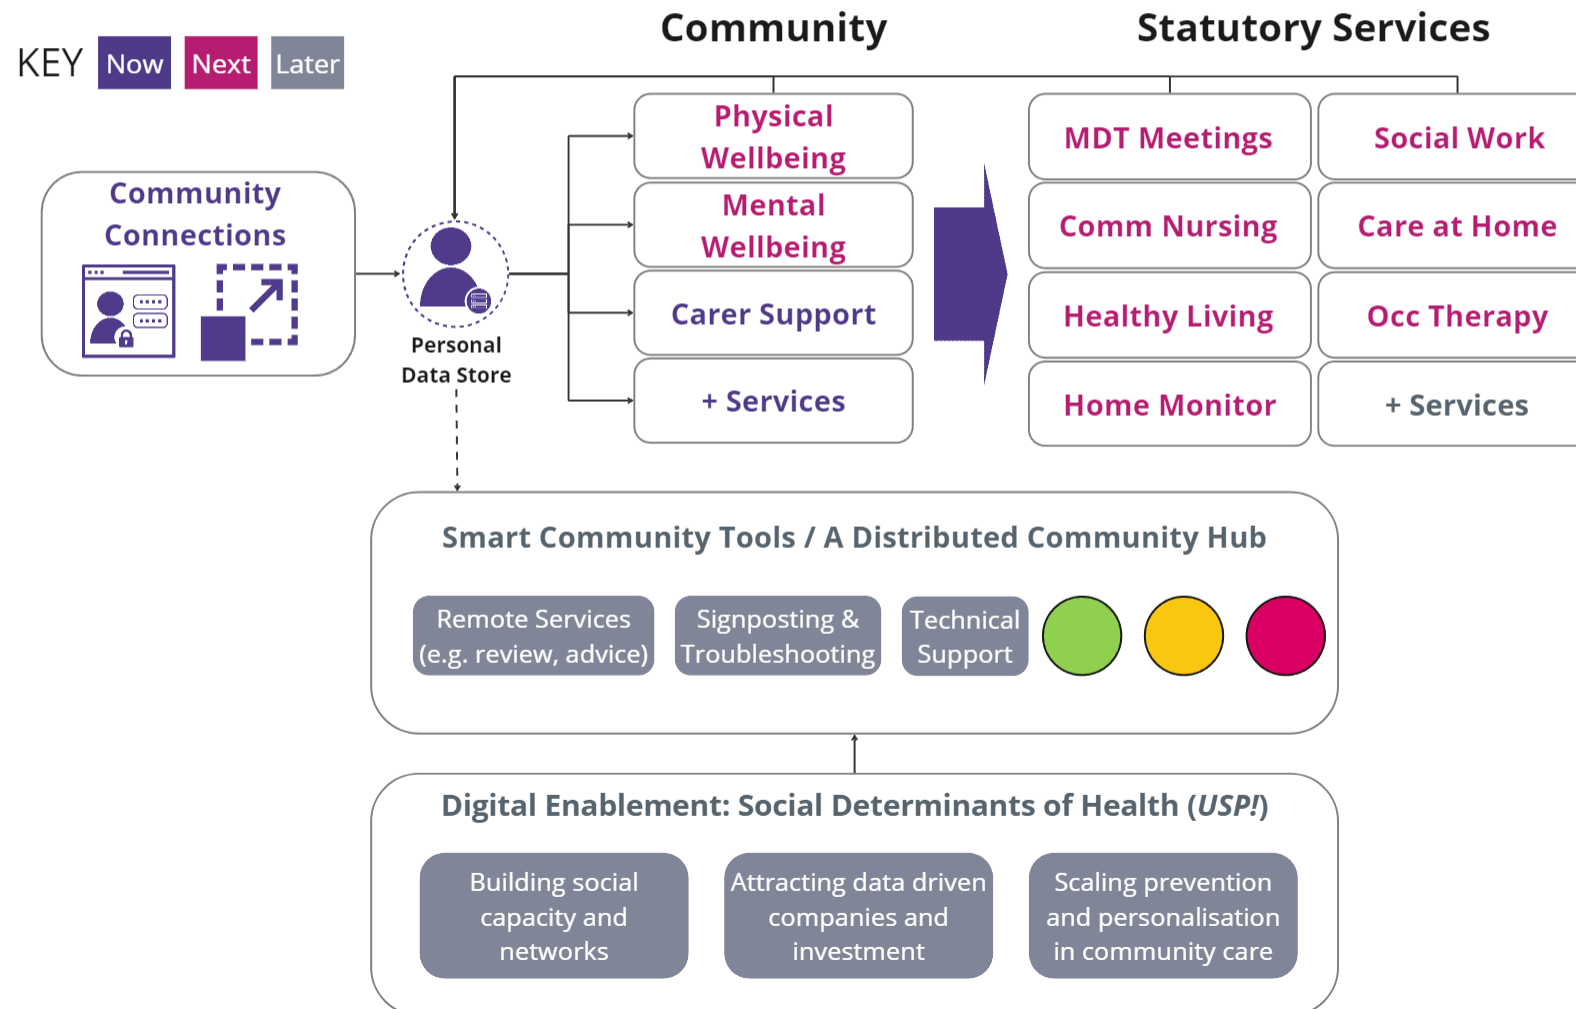 KEY
Now
Next
Later
Community
Statutory Services
Community
Connections
Personal
Data Store
Physical
Wellbeing
Mental
Wellbeing
Carer Support
+ Services
MDT Meetings
Social Work
Comm Nursing
Care at Home
Healthy Living
Occ Therapy
Home Monitor
+ Services
Smart Community Tools / A Distributed Community Hub
Remote Services
(e.g. review, advice)
Signposting &
Troubleshooting
Technical
Support
Digital Enablement: Social Determinants of Health (USP!)
Building social
capacity and
networks
Attracting data driven
companies and
investment
Scaling prevention
and personalisation
in community care